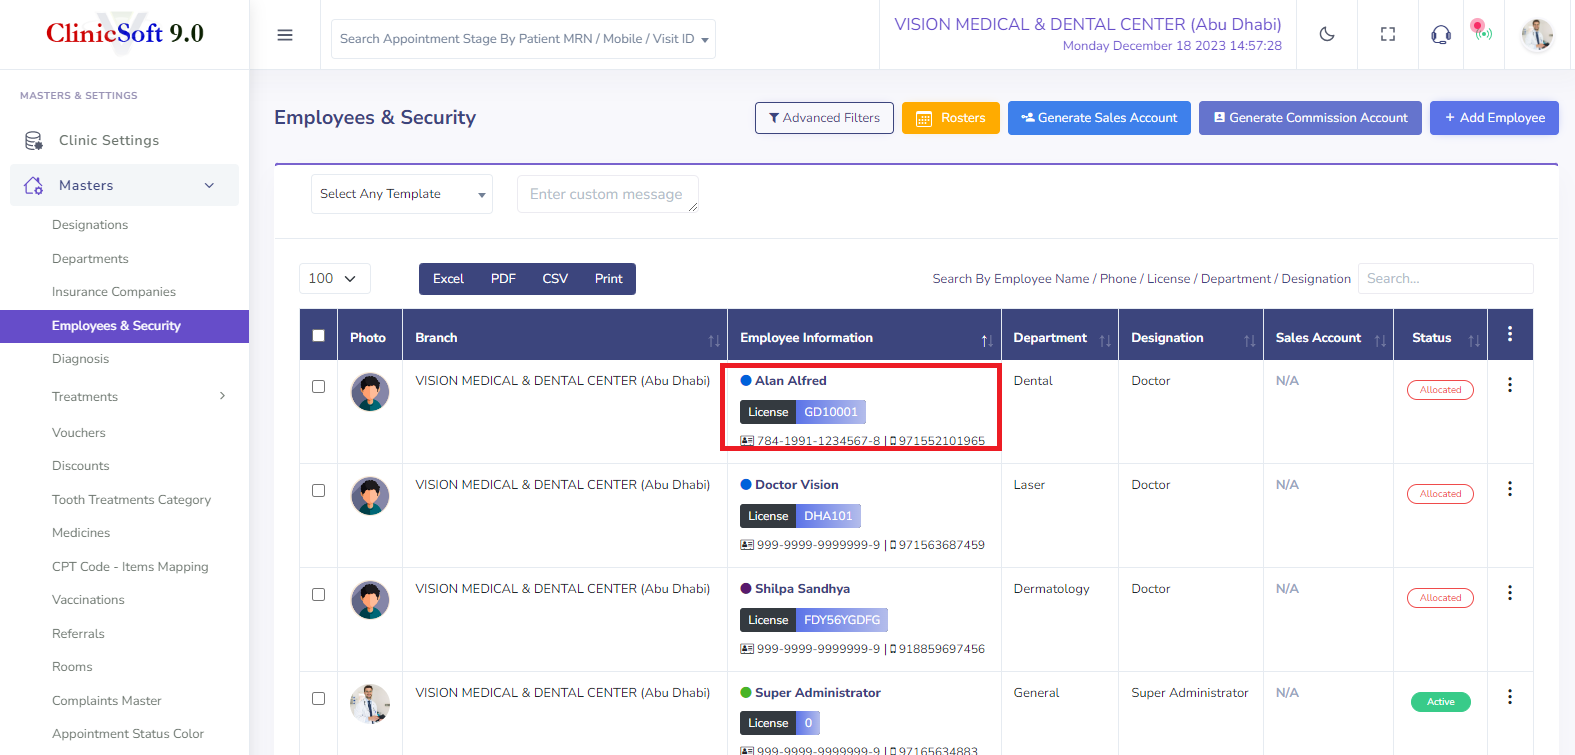 ClinicSoft 9.0
Search Appointment Stage By Patient MRN / Mobile / Visit ID
VISION MEDICAL & DENTAL CENTER (Abu Dhabi)
Monday December 18 2023 14:57:28
MASTERS & SETTINGS
Clinic Settings
Masters
Designations
Departments
Insurance Companies
Employees & Security
Diagnosis
Treatments
Vouchers
Discounts
Tooth Treatments Category
Medicines
CPT Code - Items Mapping
Vaccinations
Referrals
Rooms
Complaints Master
Appointment Status Color
Employees & Security
Advanced Filters
Rosters
Generate Sales Account
Generate Commission Account
+ Add Employee
Select Any Template
Enter custom message
100
Excel PDF CSV Print
Search By Employee Name / Phone / License / Department / Designation
Search...
Photo Branch Employee Information Department Designation Sales Account Status
VISION MEDICAL & DENTAL CENTER (Abu Dhabi) Alan Alfred Dental Doctor N/A Allocated
License GD10001
784-1991-1234567-8 | 971552101965
VISION MEDICAL & DENTAL CENTER (Abu Dhabi) Doctor Vision Laser Doctor N/A Allocated
License DHA101
999-9999-9999999-9 | 971563687459
VISION MEDICAL & DENTAL CENTER (Abu Dhabi) Shilpa Sandhya Dermatology Doctor N/A Allocated
License FDY56YGDFG
999-9999-9999999-9 | 918859697456
VISION MEDICAL & DENTAL CENTER (Abu Dhabi) Super Administrator General Super Administrator N/A Active
License 0
999-9999-9999999-9 | 97165634883